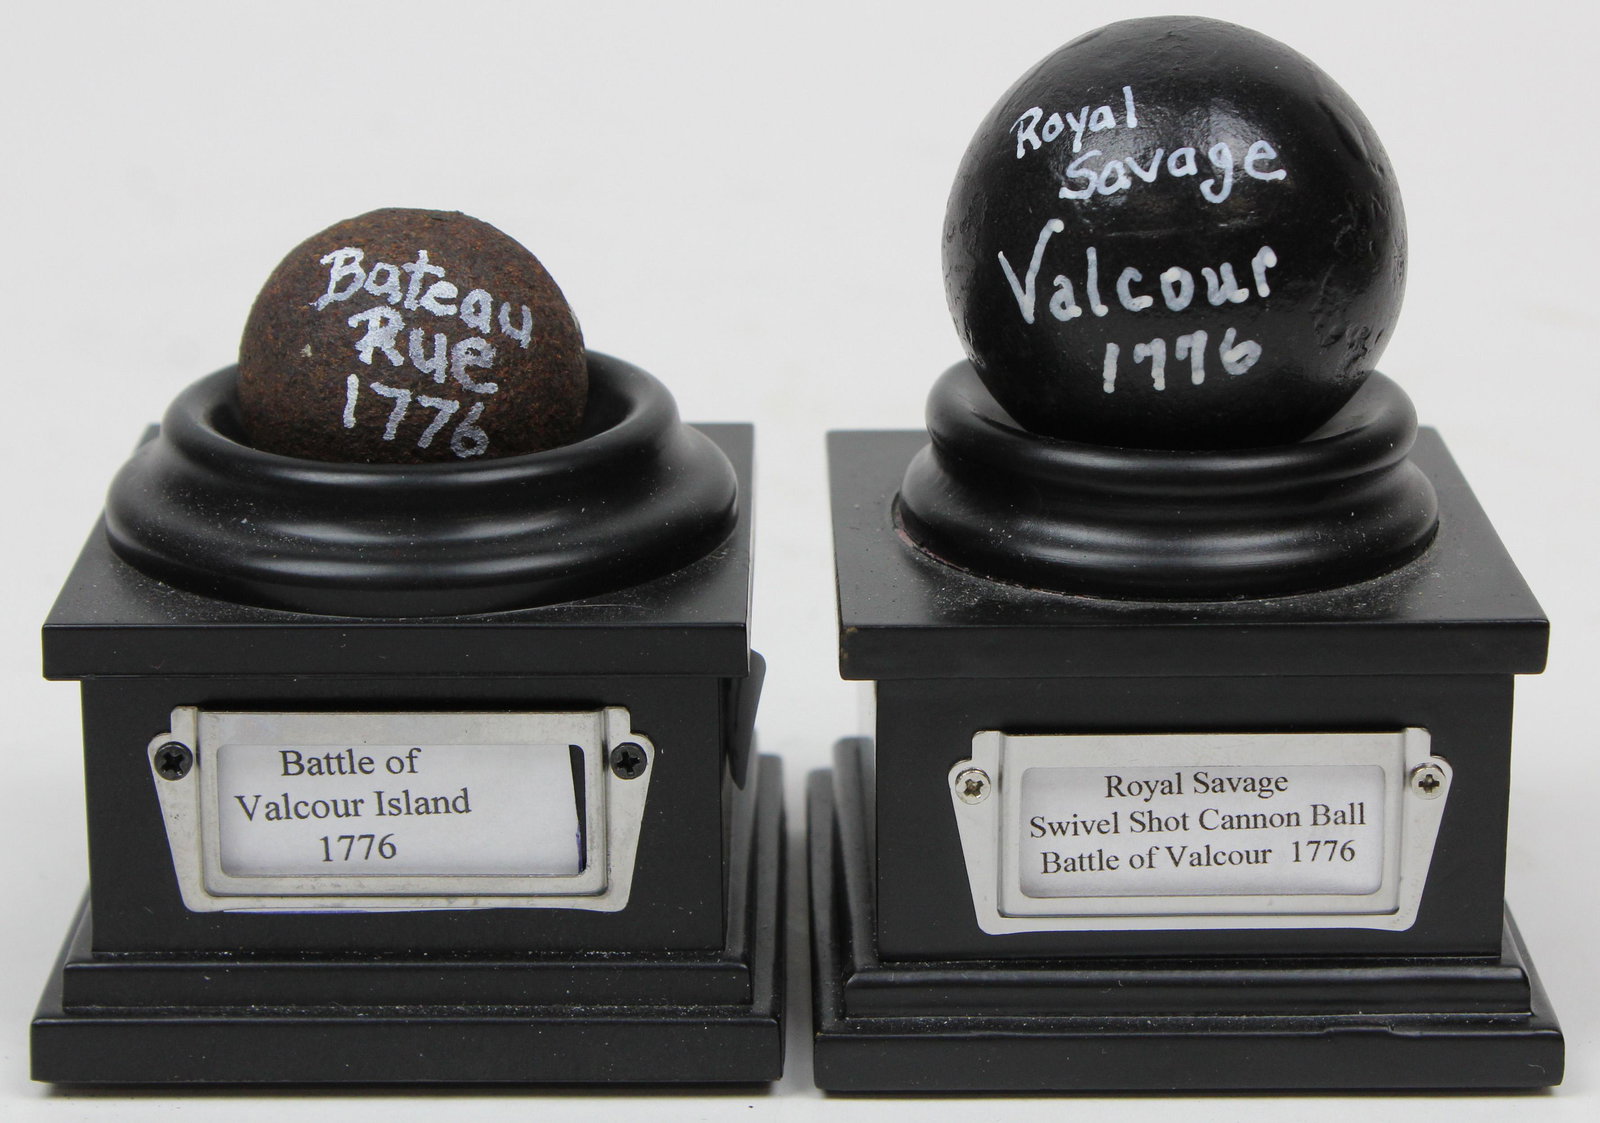 Bateau
Rue
1776
Battle of
Valcour Island
1776
Royal
Savage
Valcour
1776
Royal Savage
Swivel Shot Cannon Ball
Battle of Valcour 1776